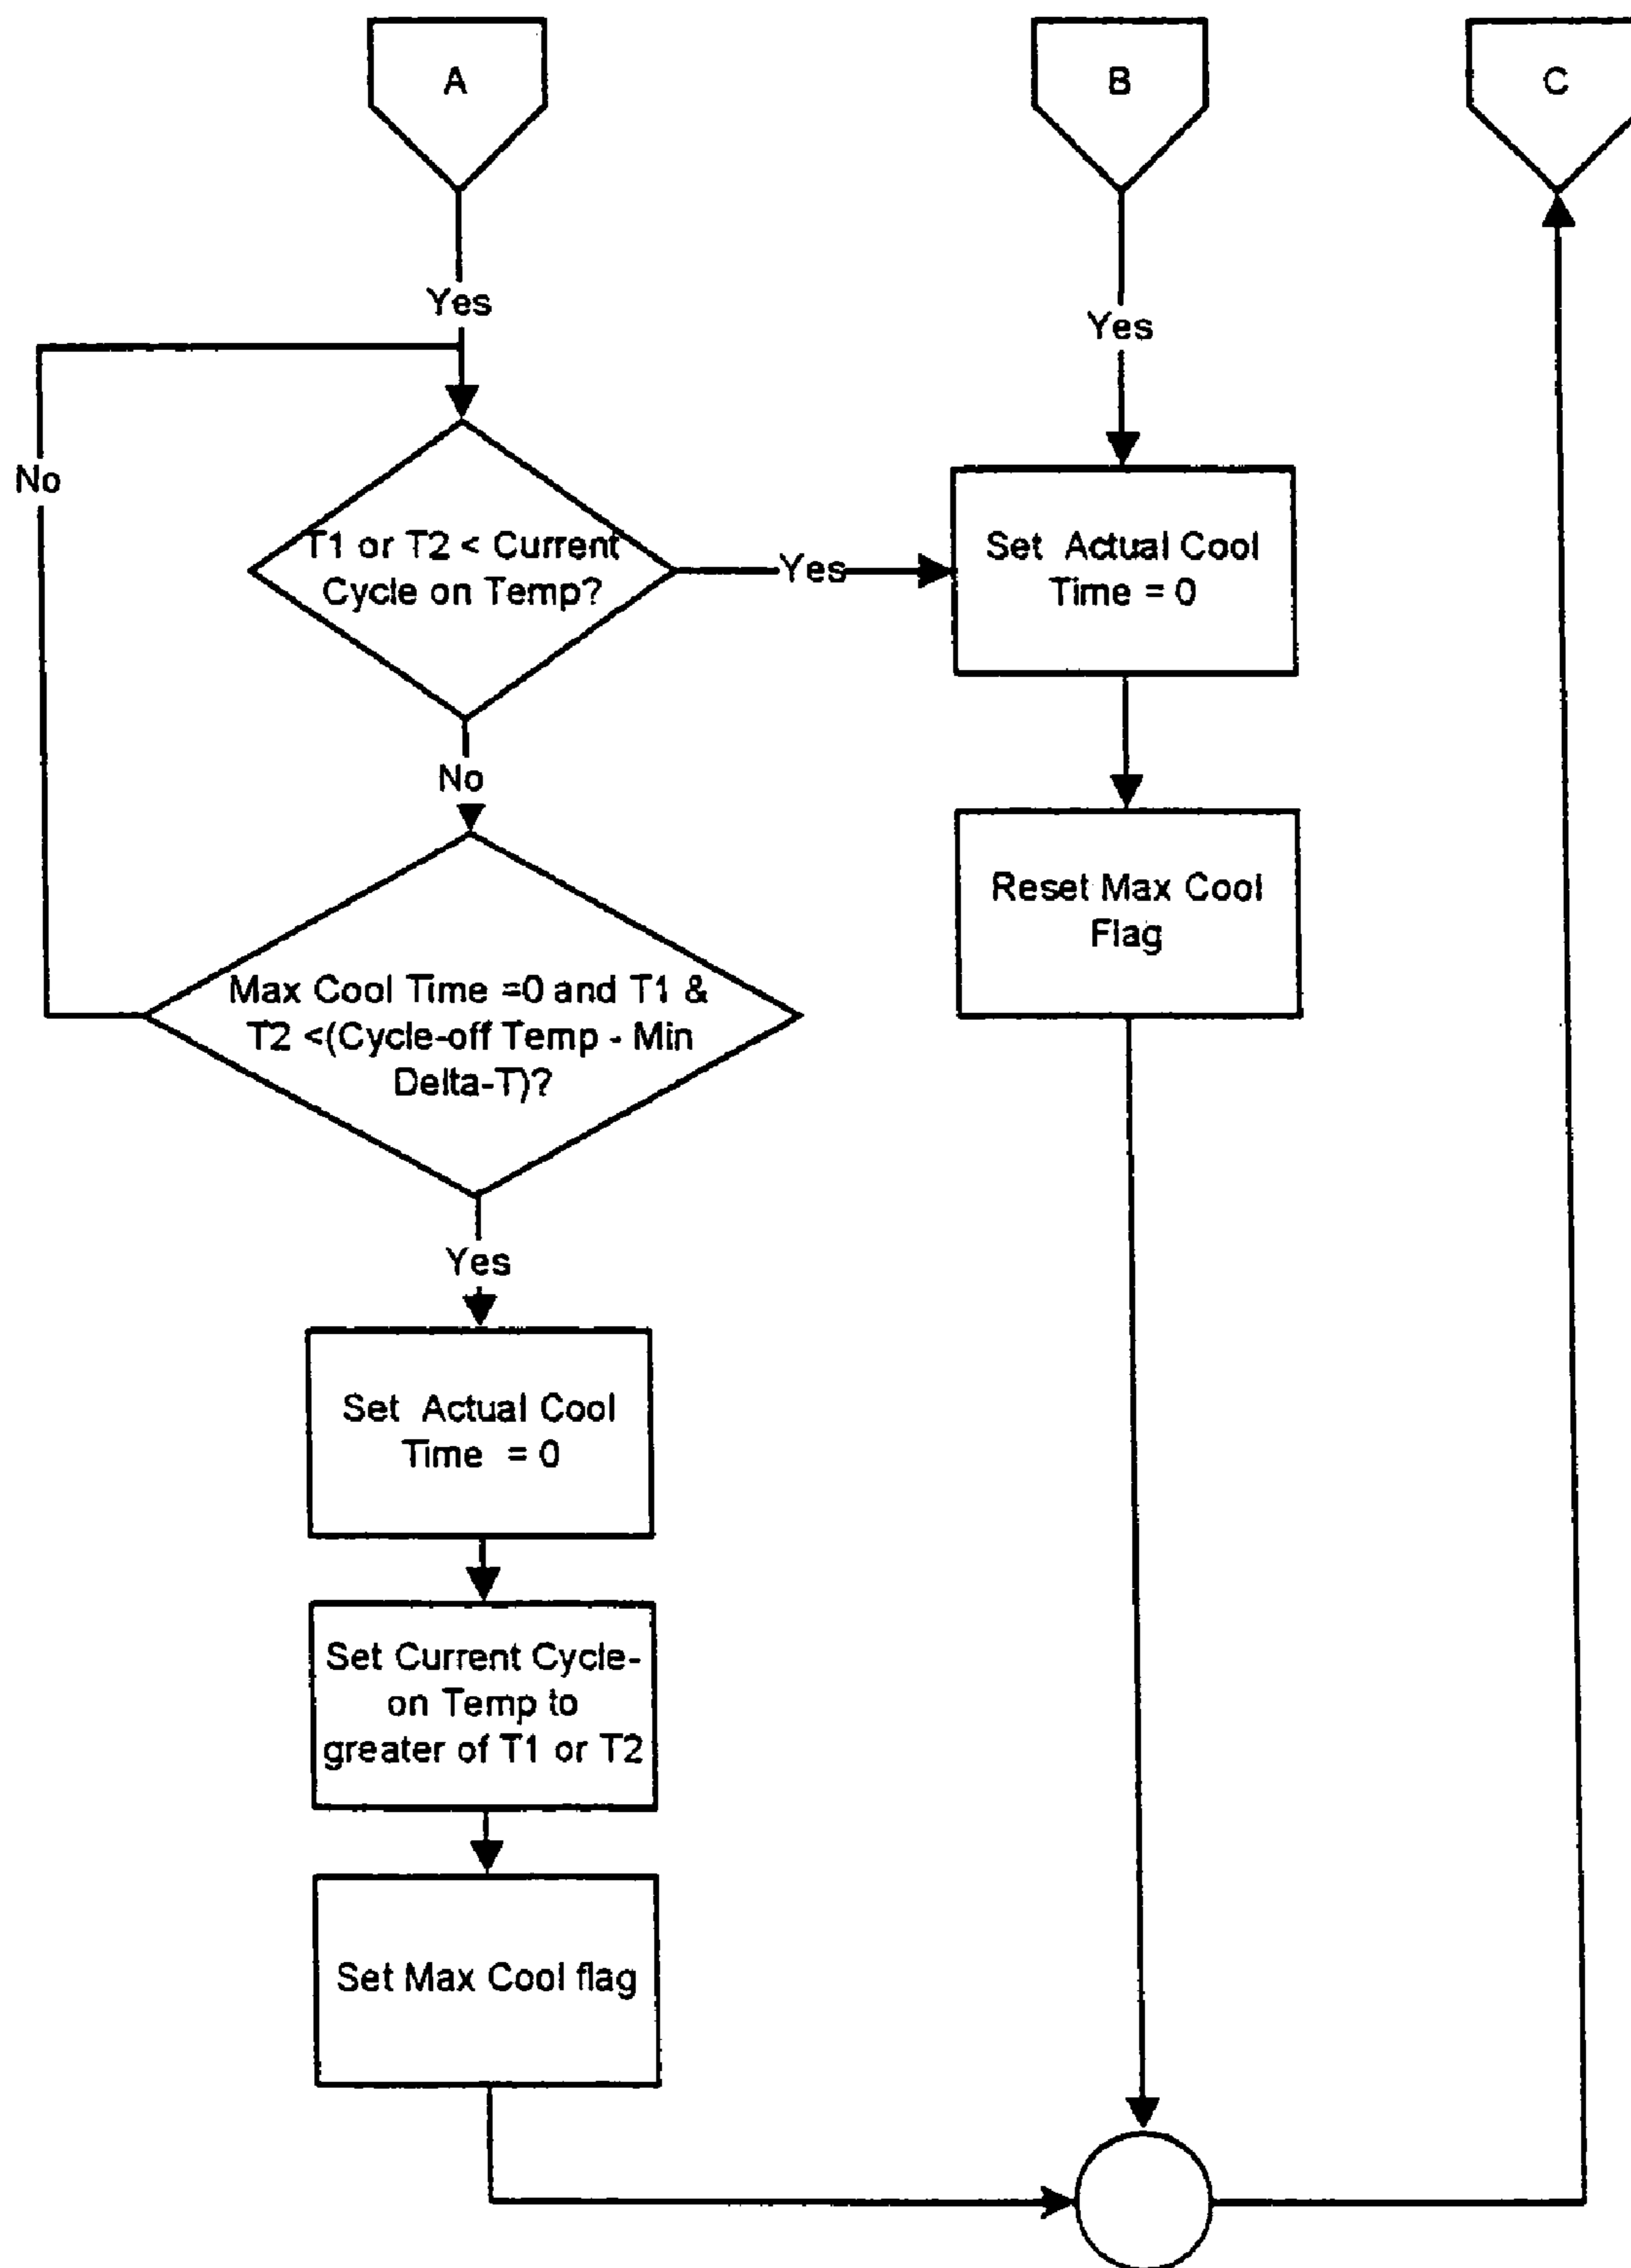 A
B
C
Yes
Yes
No
T1 or T2 < Current
Cycle on Temp?
Yes
Set Actual Cool
Time = 0
No
Reset Max Cool
Flag
Max Cool Time =0 and T1 &
T2 <(Cycle-off Temp - Min
Delta-T)?
Yes
Set Actual Cool
Time = 0
Set Current Cycle-
on Temp to
greater of T1 or T2
Set Max Cool flag